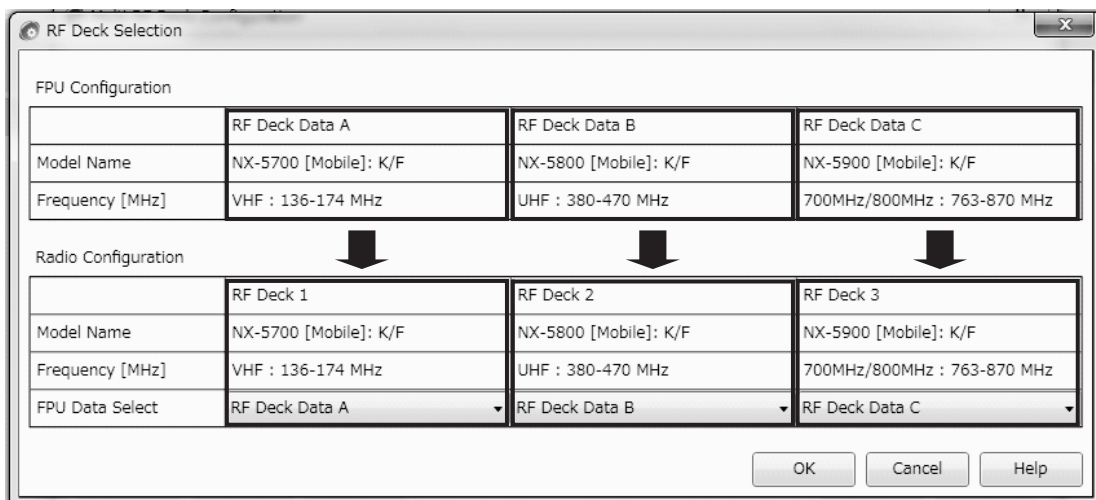 RF Deck Selection
FPU Configuration
RF Deck Data A RF Deck Data B RF Deck Data C
Model Name NX-5700 [Mobile]: K/F NX-5800 [Mobile]: K/F NX-5900 [Mobile]: K/F
Frequency [MHz] VHF : 136-174 MHz UHF : 380-470 MHz 700MHz/800MHz : 763-870 MHz
Radio Configuration
RF Deck 1 RF Deck 2 RF Deck 3
Model Name NX-5700 [Mobile]: K/F NX-5800 [Mobile]: K/F NX-5900 [Mobile]: K/F
Frequency [MHz] VHF : 136-174 MHz UHF : 380-470 MHz 700MHz/800MHz : 763-870 MHz
FPU Data Select RF Deck Data A RF Deck Data B RF Deck Data C
OK Cancel Help